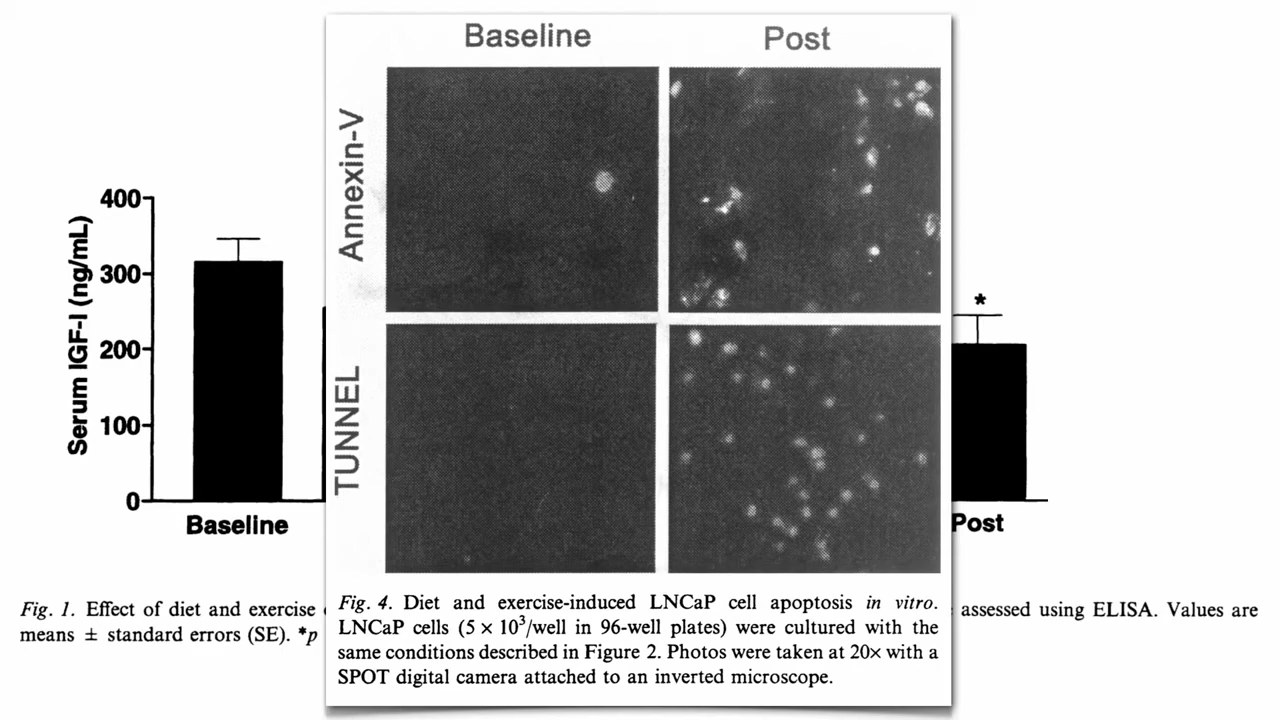 Baseline
Post
Annexin-V
TUNNEL
Fig. 4. Diet and exercise-induced LNCaP cell apoptosis in vitro.
LNCaP cells (5 × 10³/well in 96-well plates) were cultured with the
same conditions described in Figure 2. Photos were taken at 20× with a
SPOT digital camera attached to an inverted microscope.
Serum IGF-I (ng/mL)
400
300
200
100
0
Baseline
*
Post
Fig. 1. Effect of diet and exercise
assessed using ELISA. Values are
means ± standard errors (SE). *p